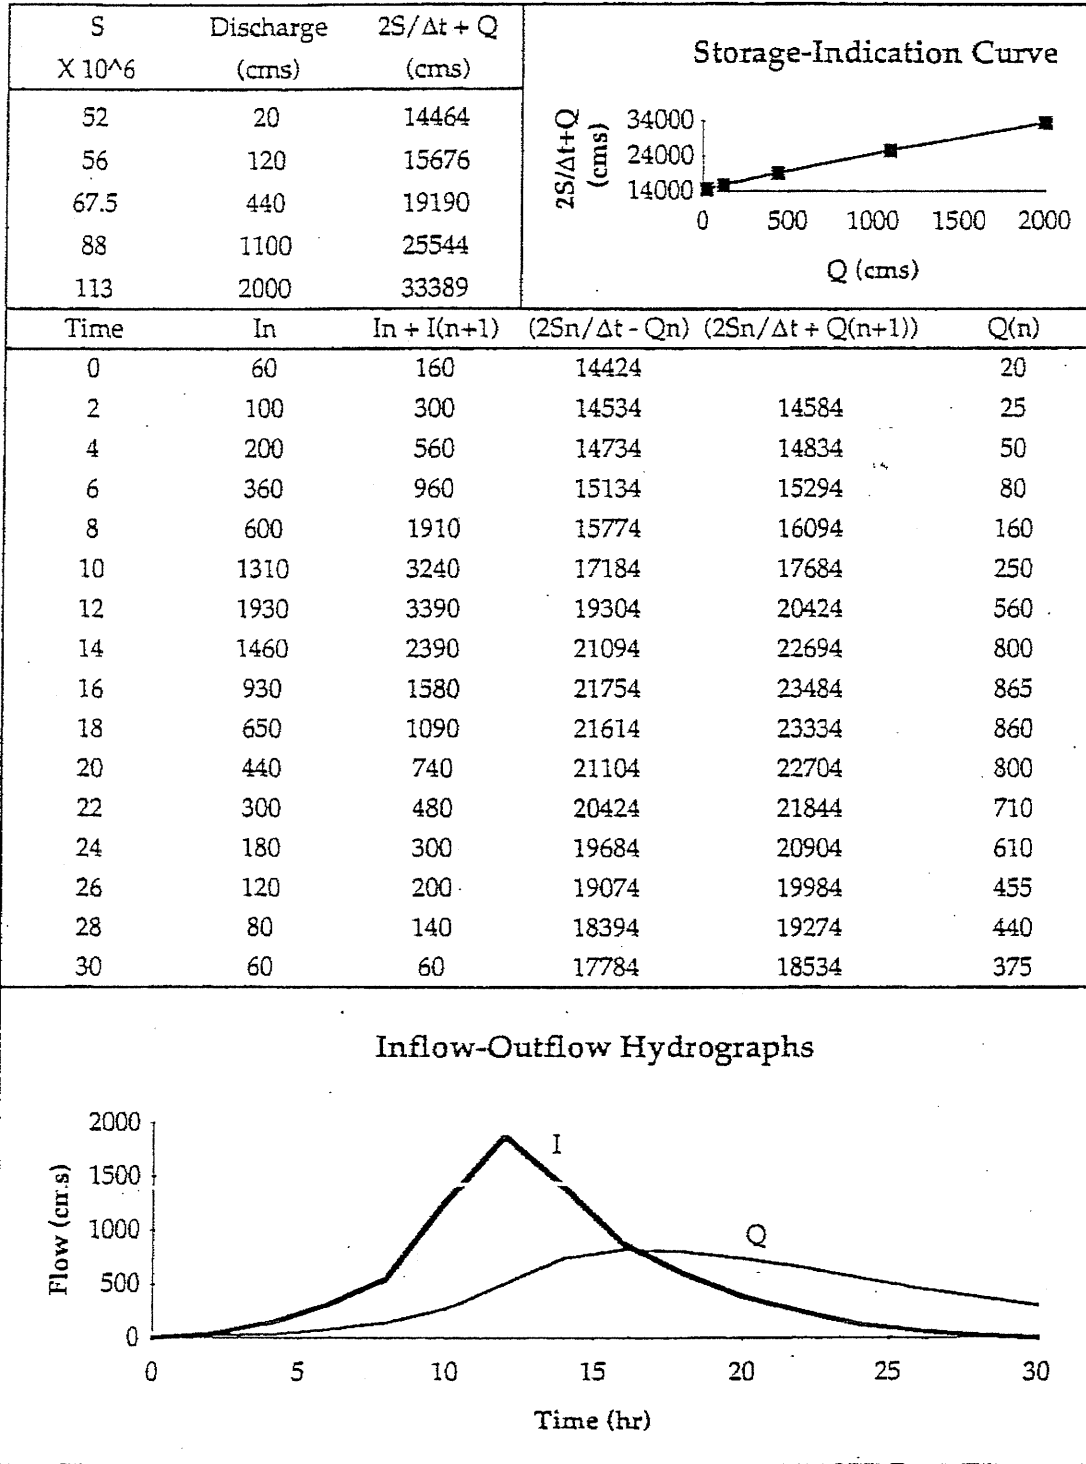 S Discharge 2S/Δt + Q
X 10^6 (cms) (cms)
52 20 14464
56 120 15676
67.5 440 19190
88 1100 25544
113 2000 33389
Storage-Indication Curve
2S/Δt+Q
(cms)
34000
24000
14000
0 500 1000 1500 2000
Q (cms)
Time In In + I(n+1) (2Sn/Δt - Qn) (2Sn/Δt + Q(n+1)) Q(n)
0 60 160 14424 20
2 100 300 14534 14584 25
4 200 560 14734 14834 50
6 360 960 15134 15294 80
8 600 1910 15774 16094 160
10 1310 3240 17184 17684 250
12 1930 3390 19304 20424 560
14 1460 2390 21094 22694 800
16 930 1580 21754 23484 865
18 650 1090 21614 23334 860
20 440 740 21104 22704 800
22 300 480 20424 21844 710
24 180 300 19684 20904 610
26 120 200 19074 19984 455
28 80 140 18394 19274 440
30 60 60 17784 18534 375
Inflow-Outflow Hydrographs
Flow (cms)
2000
1500
1000
500
0
I
Q
0 5 10 15 20 25 30
Time (hr)